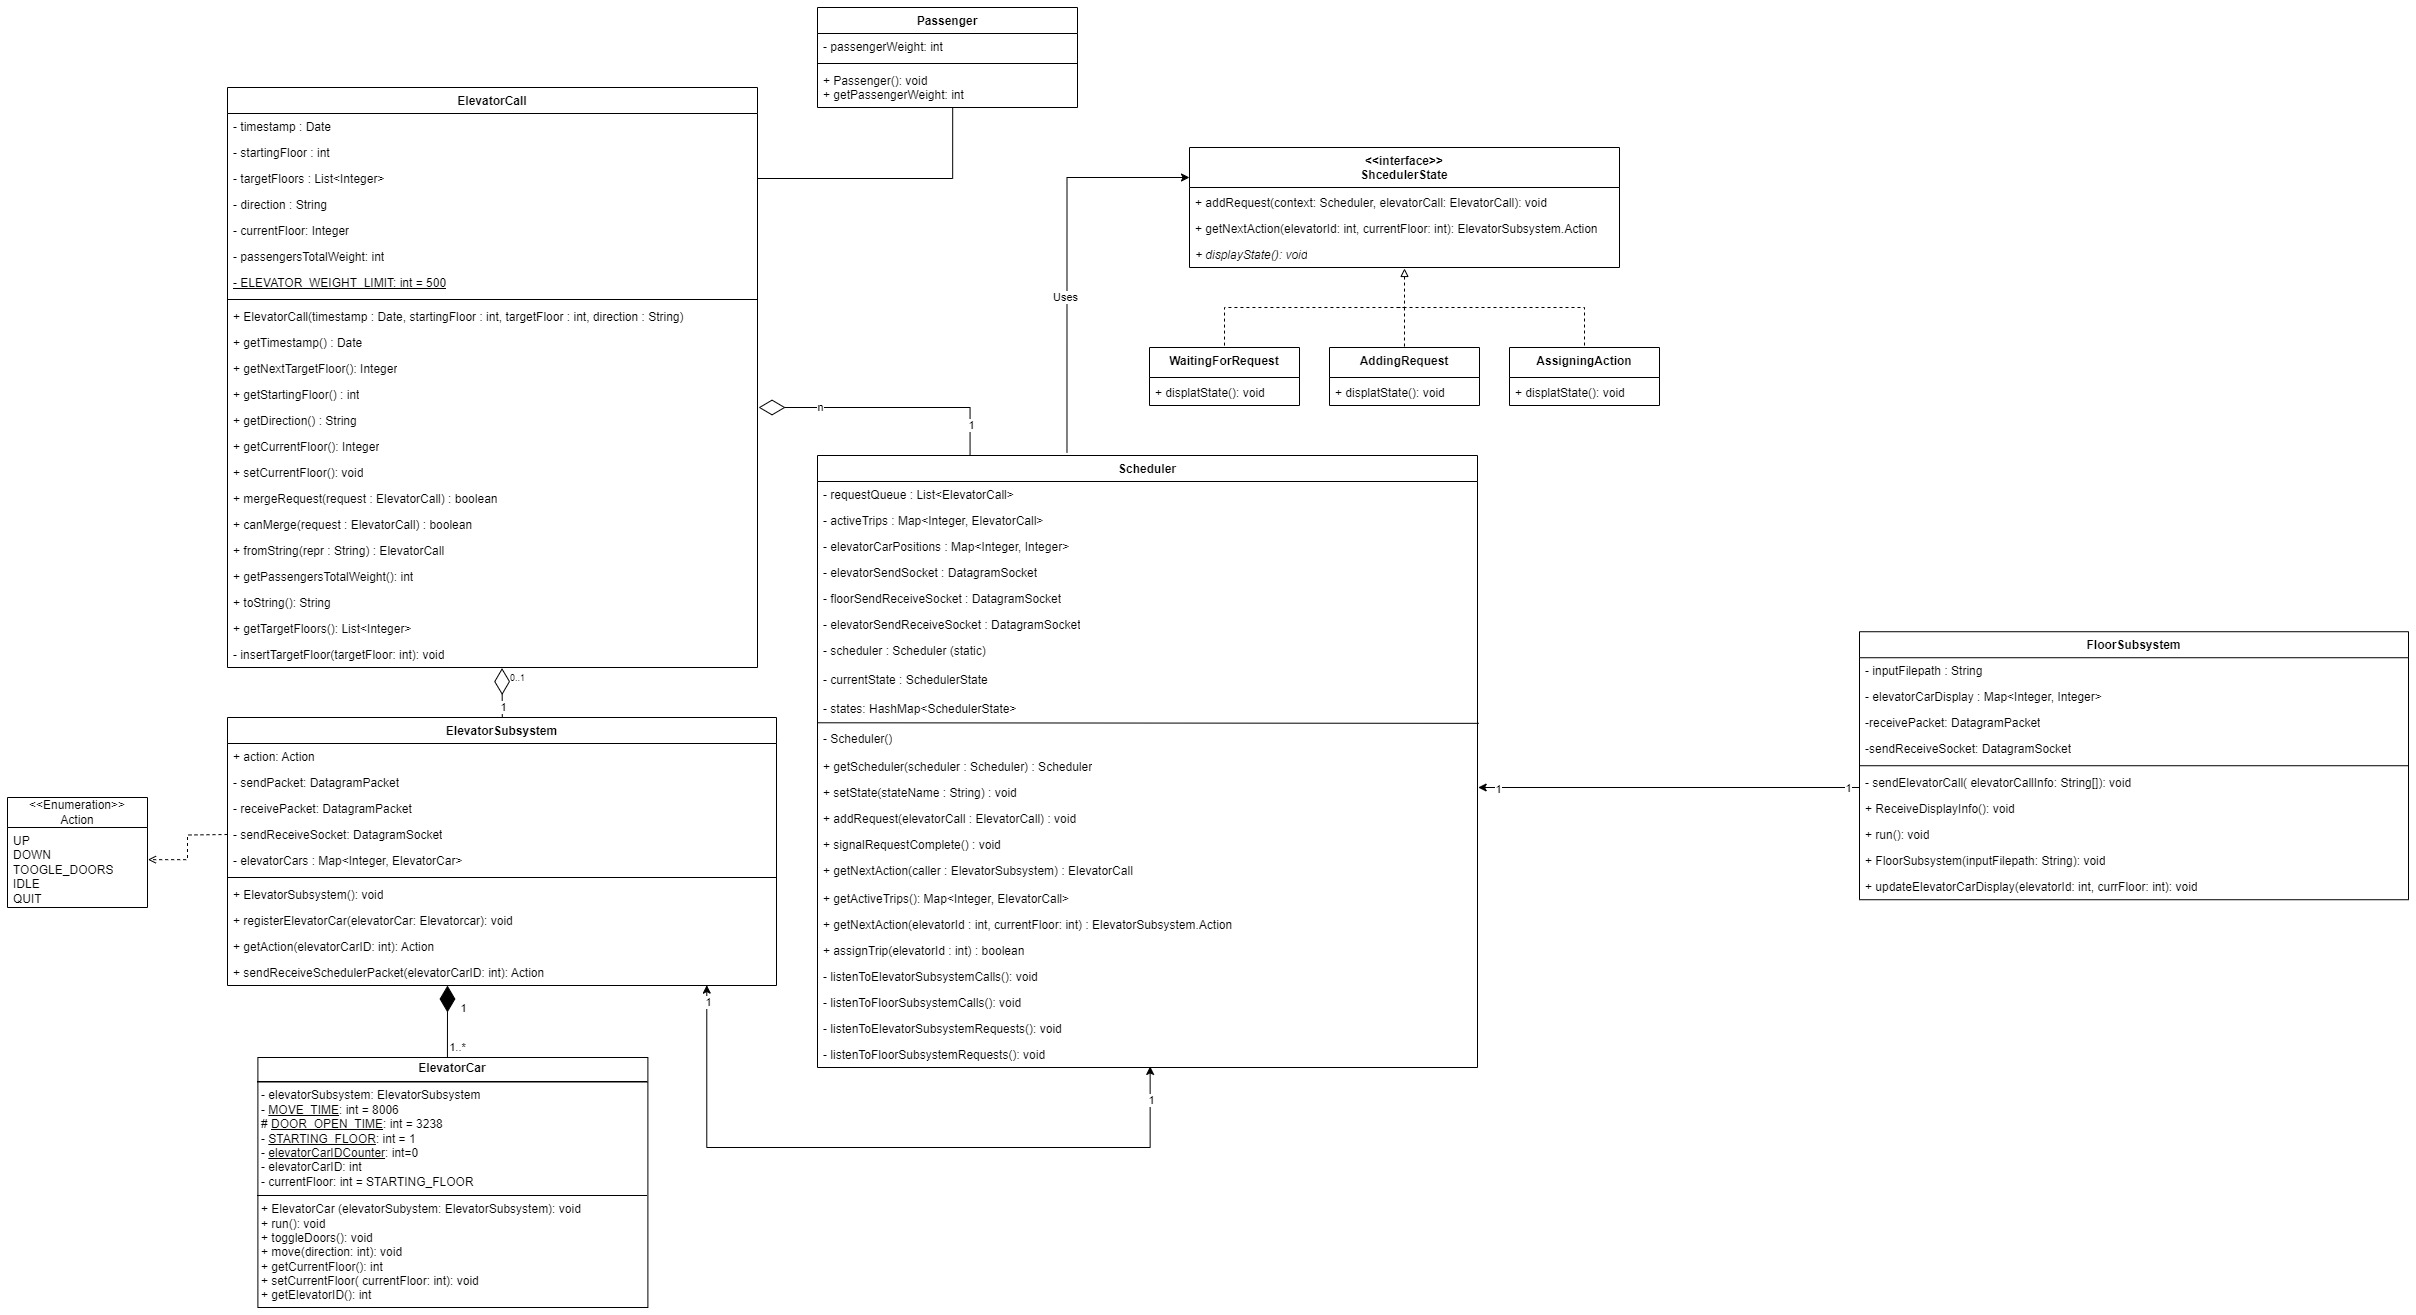 Passenger
- passengerWeight: int
+ Passenger(): void
+ getPassengerWeight: int
ElevatorCall
- timestamp : Date
- startingFloor : int
- targetFloors : List<Integer>
- direction : String
- currentFloor: Integer
- passengersTotalWeight: int
- ELEVATOR_WEIGHT_LIMIT: int = 500
+ ElevatorCall(timestamp : Date, startingFloor : int, targetFloor : int, direction : String)
+ getTimestamp() : Date
+ getNextTargetFloor(): Integer
+ getStartingFloor() : int
+ getDirection() : String
+ getCurrentFloor(): Integer
+ setCurrentFloor(): void
+ mergeRequest(request : ElevatorCall) : boolean
+ canMerge(request : ElevatorCall) : boolean
+ fromString(repr : String) : ElevatorCall
+ getPassengersTotalWeight(): int
+ toString(): String
+ getTargetFloors(): List<Integer>
- insertTargetFloor(targetFloor: int): void
<<interface>>
ShcedulerState
+ addRequest(context: Scheduler, elevatorCall: ElevatorCall): void
+ getNextAction(elevatorId: int, currentFloor: int): ElevatorSubsystem.Action
+ displayState(): void
Uses
WaitingForRequest
+ displatState(): void
AddingRequest
+ displatState(): void
AssigningAction
+ displatState(): void
n
1
Scheduler
- requestQueue : List<ElevatorCall>
- activeTrips : Map<Integer, ElevatorCall>
- elevatorCarPositions : Map<Integer, Integer>
- elevatorSendSocket : DatagramSocket
- floorSendReceiveSocket : DatagramSocket
- elevatorSendReceiveSocket : DatagramSocket
- scheduler : Scheduler (static)
- currentState : SchedulerState
- states: HashMap<SchedulerState>
- Scheduler()
+ getScheduler(scheduler : Scheduler) : Scheduler
+ setState(stateName : String) : void
+ addRequest(elevatorCall : ElevatorCall) : void
+ signalRequestComplete() : void
+ getNextAction(caller : ElevatorSubsystem) : ElevatorCall
+ getActiveTrips(): Map<Integer, ElevatorCall>
+ getNextAction(elevatorId : int, currentFloor: int) : ElevatorSubsystem.Action
+ assignTrip(elevatorId : int) : boolean
- listenToElevatorSubsystemCalls(): void
- listenToFloorSubsystemCalls(): void
- listenToElevatorSubsystemRequests(): void
- listenToFloorSubsystemRequests(): void
1
1
FloorSubsystem
- inputFilepath : String
- elevatorCarDisplay : Map<Integer, Integer>
-receivePacket: DatagramPacket
-sendReceiveSocket: DatagramSocket
- sendElevatorCall( elevatorCallInfo: String[]): void
+ ReceiveDisplayInfo(): void
+ run(): void
+ FloorSubsystem(inputFilepath: String): void
+ updateElevatorCarDisplay(elevatorId: int, currFloor: int): void
0..1
1
ElevatorSubsystem
+ action: Action
- sendPacket: DatagramPacket
- receivePacket: DatagramPacket
- sendReceiveSocket: DatagramSocket
- elevatorCars : Map<Integer, ElevatorCar>
+ ElevatorSubsystem(): void
+ registerElevatorCar(elevatorCar: Elevatorcar): void
+ getAction(elevatorCarID: int): Action
+ sendReceiveSchedulerPacket(elevatorCarID: int): Action
<<Enumeration>>
Action
UP
DOWN
TOOGLE_DOORS
IDLE
QUIT
1
1..*
1
1
ElevatorCar
- elevatorSubsystem: ElevatorSubsystem
- MOVE_TIME: int = 8006
# DOOR_OPEN_TIME: int = 3238
- STARTING_FLOOR: int = 1
- elevatorCarIDCounter: int=0
- elevatorCarID: int
- currentFloor: int = STARTING_FLOOR
+ ElevatorCar (elevatorSubystem: ElevatorSubsystem): void
+ run(): void
+ toggleDoors(): void
+ move(direction: int): void
+ getCurrentFloor(): int
+ setCurrentFloor( currentFloor: int): void
+ getElevatorID(): int